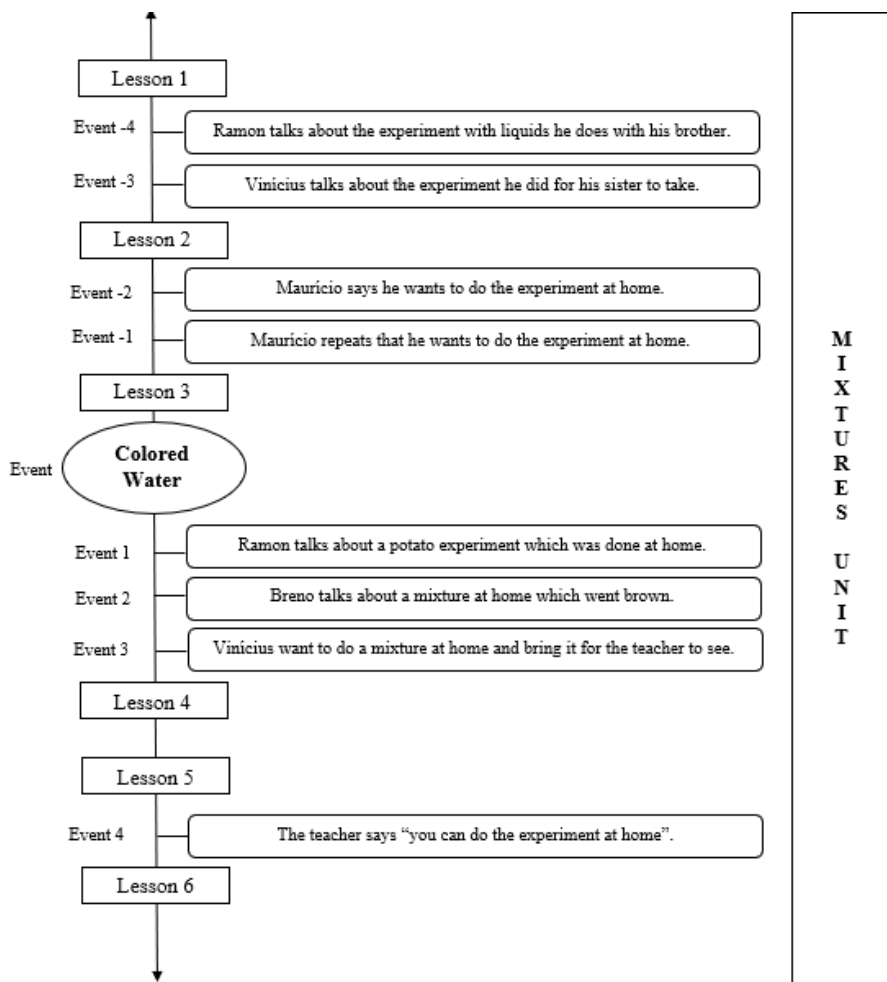 Lesson 1
Event -4
Ramon talks about the experiment with liquids he does with his brother.
Event -3
Vinícius talks about the experiment he did for his sister to take.
Lesson 2
Event -2
Maurício says he wants to do the experiment at home.
Event -1
Maurício repeats that he wants to do the experiment at home.
Lesson 3
Event
Colored
Water
Event 1
Ramon talks about a potato experiment which was done at home.
Event 2
Breno talks about a mixture at home which went brown.
Event 3
Vinícius want to do a mixture at home and bring it for the teacher to see.
Lesson 4
Lesson 5
Event 4
The teacher says “you can do the experiment at home”.
Lesson 6
MIXTURES UNIT